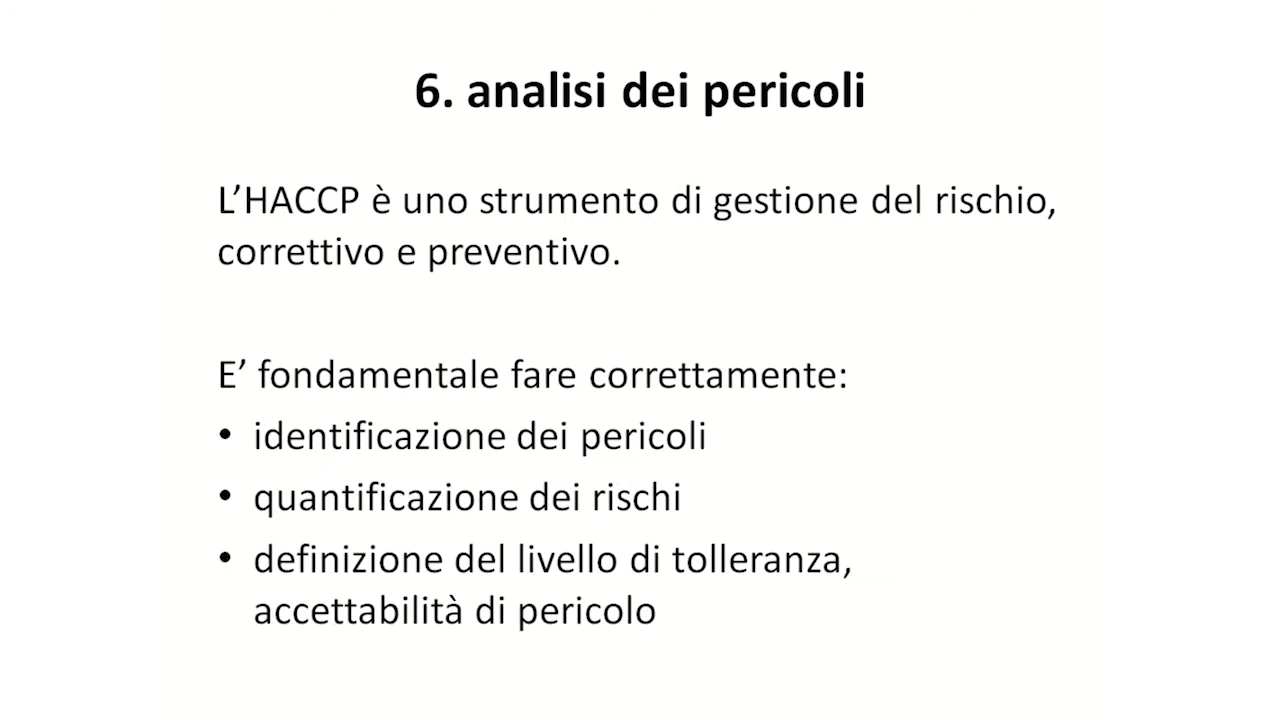 6. analisi dei pericoli
L’HACCP è uno strumento di gestione del rischio,
correttivo e preventivo.
E’ fondamentale fare correttamente:
• identificazione dei pericoli
• quantificazione dei rischi
• definizione del livello di tolleranza,
accettabilità di pericolo